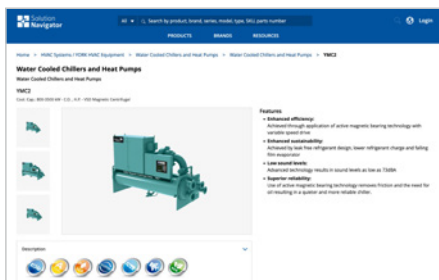 Solution
Navigator
All
Search by product, brand, series, model, type, SKU, parts number
Login
PRODUCTS BRANDS RESOURCES
Home > HVAC Systems / YORK HVAC Equipment > Water Cooled Chillers and Heat Pumps > Water Cooled Chillers and Heat Pumps > YMC2
Water Cooled Chillers and Heat Pumps
Water Cooled Chillers and Heat Pumps
YMC2
Magnetic Centrifugal
Features
Enhanced efficiency:
Achieved through application of active magnetic bearing technology with
variable speed drive
Enhanced sustainability:
Achieved by leak free refrigerant design, lower refrigerant charge and falling
film evaporator
Low sound levels:
Advanced technology results in sound levels as low as 73dBA
Superior reliability:
Use of active magnetic bearing technology removes friction and the need for
oil resulting in a quieter and more reliable chiller.
Description